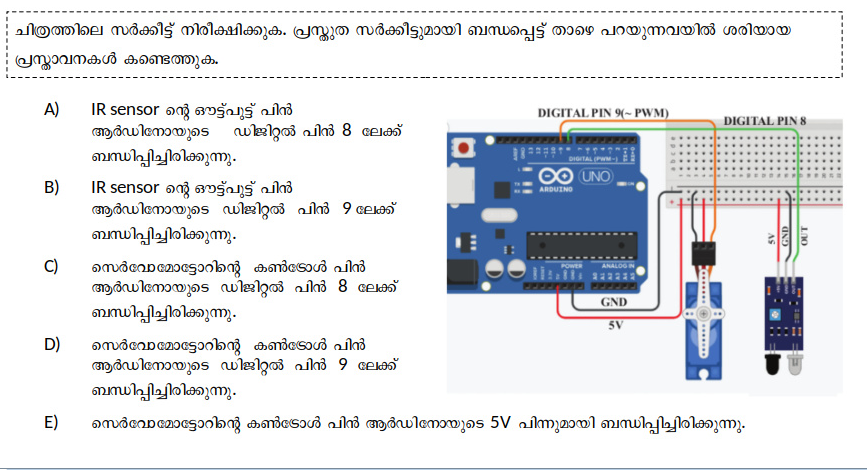 ചിത്രത്തിലെ സർക്കീട്ട് നിരീക്ഷിക്കുക. പ്രസ്തുത സർക്കീട്ടുമായി ബന്ധപ്പെട്ട് താഴെ പറയുന്നവയിൽ ശരിയായ
പ്രസ്താവനകൾ കണ്ടെത്തുക.
A) IR sensor ന്റെ ഔട്ട്പുട്ട് പിൻ
ആർഡിനോയുടെ ഡിജിറ്റൽ പിൻ 8 ലേക്ക്
ബന്ധിപ്പിച്ചിരിക്കുന്നു.
B) IR sensor ന്റെ ഔട്ട്പുട്ട് പിൻ
ആർഡിനോയുടെ ഡിജിറ്റൽ പിൻ 9 ലേക്ക്
ബന്ധിപ്പിച്ചിരിക്കുന്നു.
C) സെർവോമോട്ടോറിന്റെ കൺട്രോൾ പിൻ
ആർഡിനോയുടെ ഡിജിറ്റൽ പിൻ 8 ലേക്ക്
ബന്ധിപ്പിച്ചിരിക്കുന്നു.
D) സെർവോമോട്ടോറിന്റെ കൺട്രോൾ പിൻ
ആർഡിനോയുടെ ഡിജിറ്റൽ പിൻ 9 ലേക്ക്
ബന്ധിപ്പിച്ചിരിക്കുന്നു.
E) സെർവോമോട്ടോറിന്റെ കൺട്രോൾ പിൻ ആർഡിനോയുടെ 5V പിന്നുമായി ബന്ധിപ്പിച്ചിരിക്കുന്നു.
DIGITAL PIN 9(~ PWM)
DIGITAL PIN 8
DIGITAL (PWM~)
UNO
ARDUINO
POWER
ANALOG IN
GND
5V
5V
GND
OUT